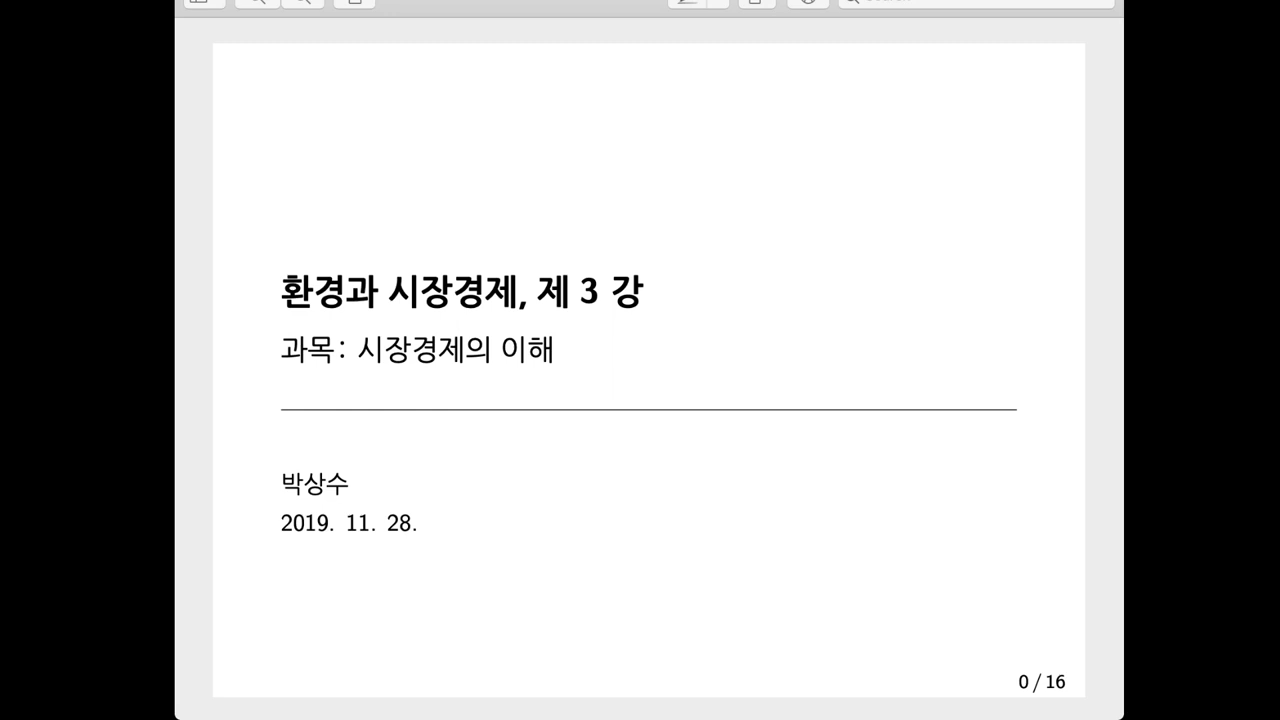 환경과 시장경제, 제 3 강
과목: 시장경제의 이해
박상수
2019. 11. 28.
0 / 16